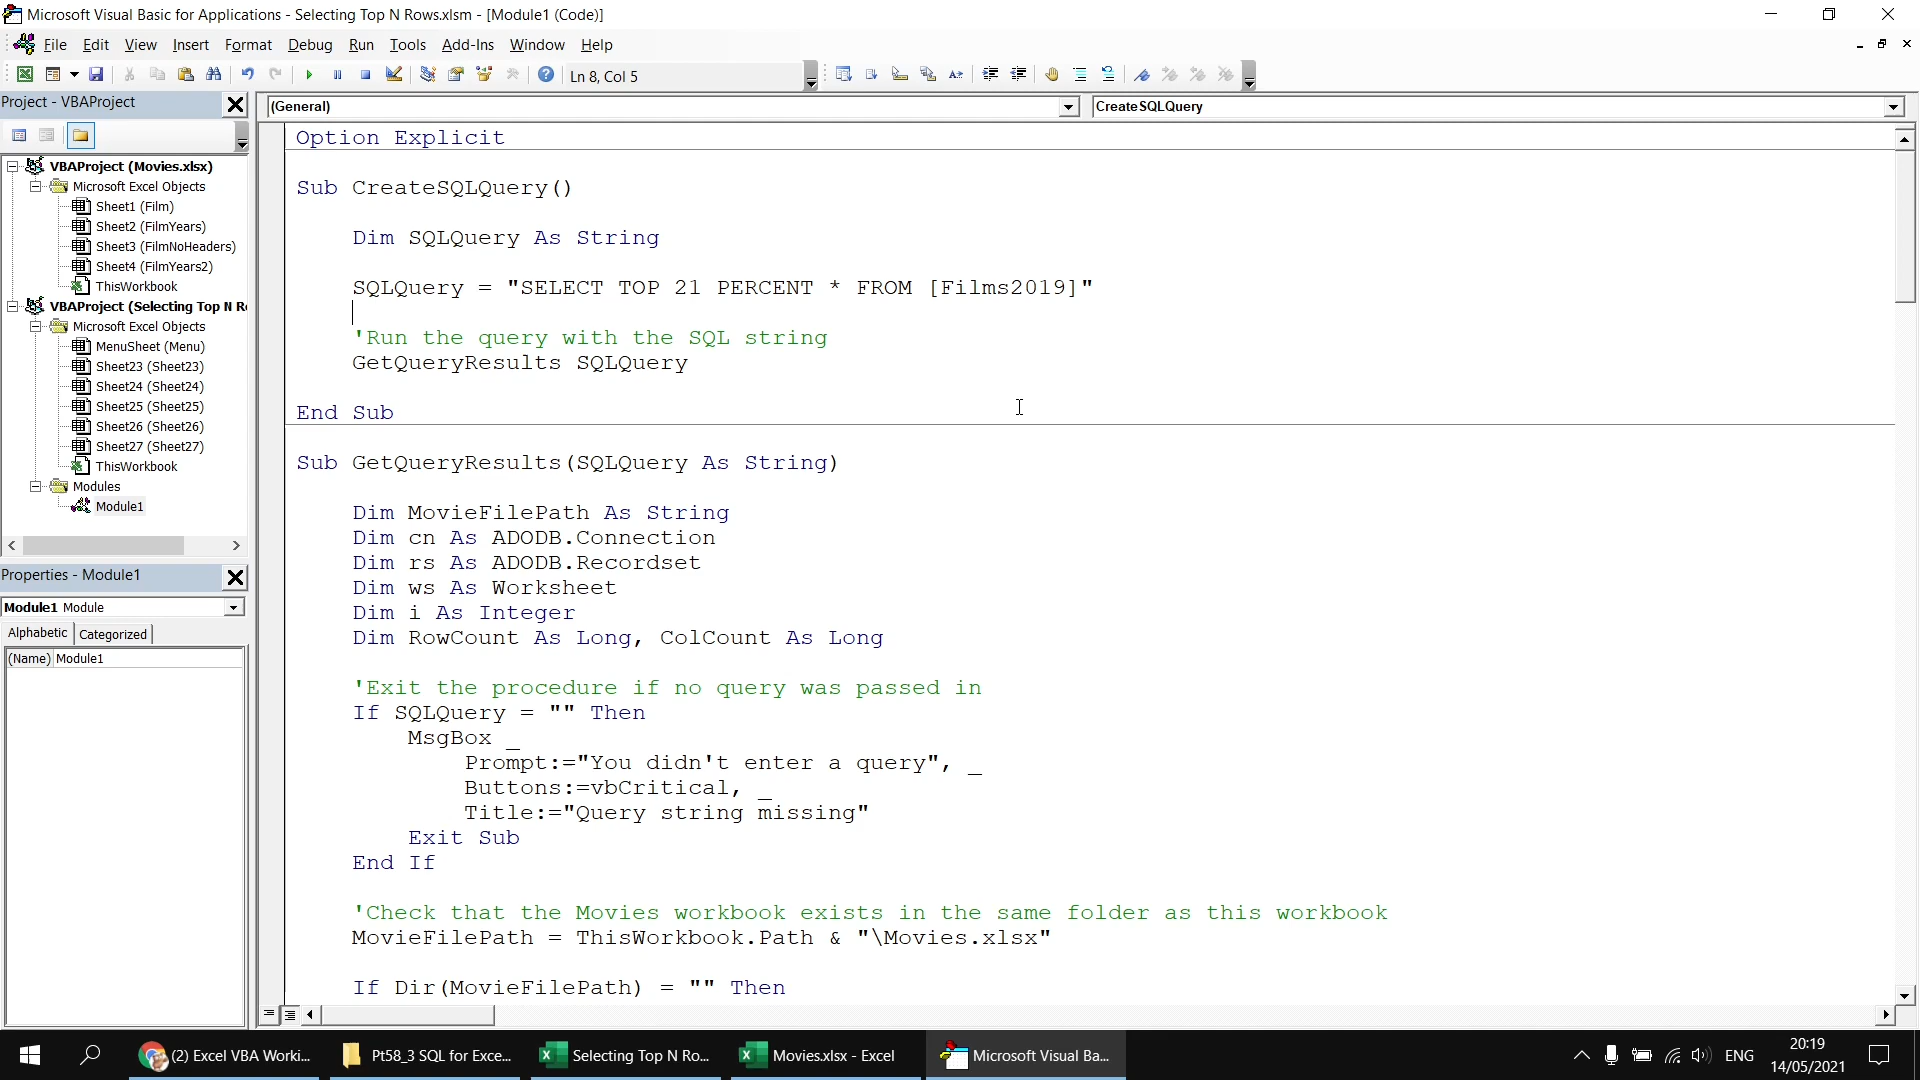 Microsoft Visual Basic for Applications - Selecting Top N Rows.xlsm - [Module1 (Code)]
File Edit View Insert Format Debug Run Tools Add-Ins Window Help
Ln 8, Col 5
Project - VBAProject
(General)
CreateSQLQuery
VBAProject (Movies.xlsx)
Microsoft Excel Objects
Sheet1 (Film)
Sheet2 (FilmYears)
Sheet3 (FilmNoHeaders)
Sheet4 (FilmYears2)
ThisWorkbook
VBAProject (Selecting Top N R
Microsoft Excel Objects
MenuSheet (Menu)
Sheet23 (Sheet23)
Sheet24 (Sheet24)
Sheet25 (Sheet25)
Sheet26 (Sheet26)
Sheet27 (Sheet27)
ThisWorkbook
Modules
Module1
Properties - Module1
Module1 Module
Alphabetic Categorized
(Name) Module1
Option Explicit
Sub CreateSQLQuery()
Dim SQLQuery As String
SQLQuery = "SELECT TOP 21 PERCENT * FROM [Films2019]"
'Run the query with the SQL string
GetQueryResults SQLQuery
End Sub
Sub GetQueryResults(SQLQuery As String)
Dim MovieFilePath As String
Dim cn As ADODB.Connection
Dim rs As ADODB.Recordset
Dim ws As Worksheet
Dim i As Integer
Dim RowCount As Long, ColCount As Long
'Exit the procedure if no query was passed in
If SQLQuery = "" Then
MsgBox _
Prompt:="You didn't enter a query", _
Buttons:=vbCritical, _
Title:="Query string missing"
Exit Sub
End If
'Check that the Movies workbook exists in the same folder as this workbook
MovieFilePath = ThisWorkbook.Path & "\Movies.xlsx"
If Dir(MovieFilePath) = "" Then
(2) Excel VBA Worki...
Pt58_3 SQL for Exce...
Selecting Top N Ro...
Movies.xlsx - Excel
Microsoft Visual Ba...
ENG
20:19
14/05/2021